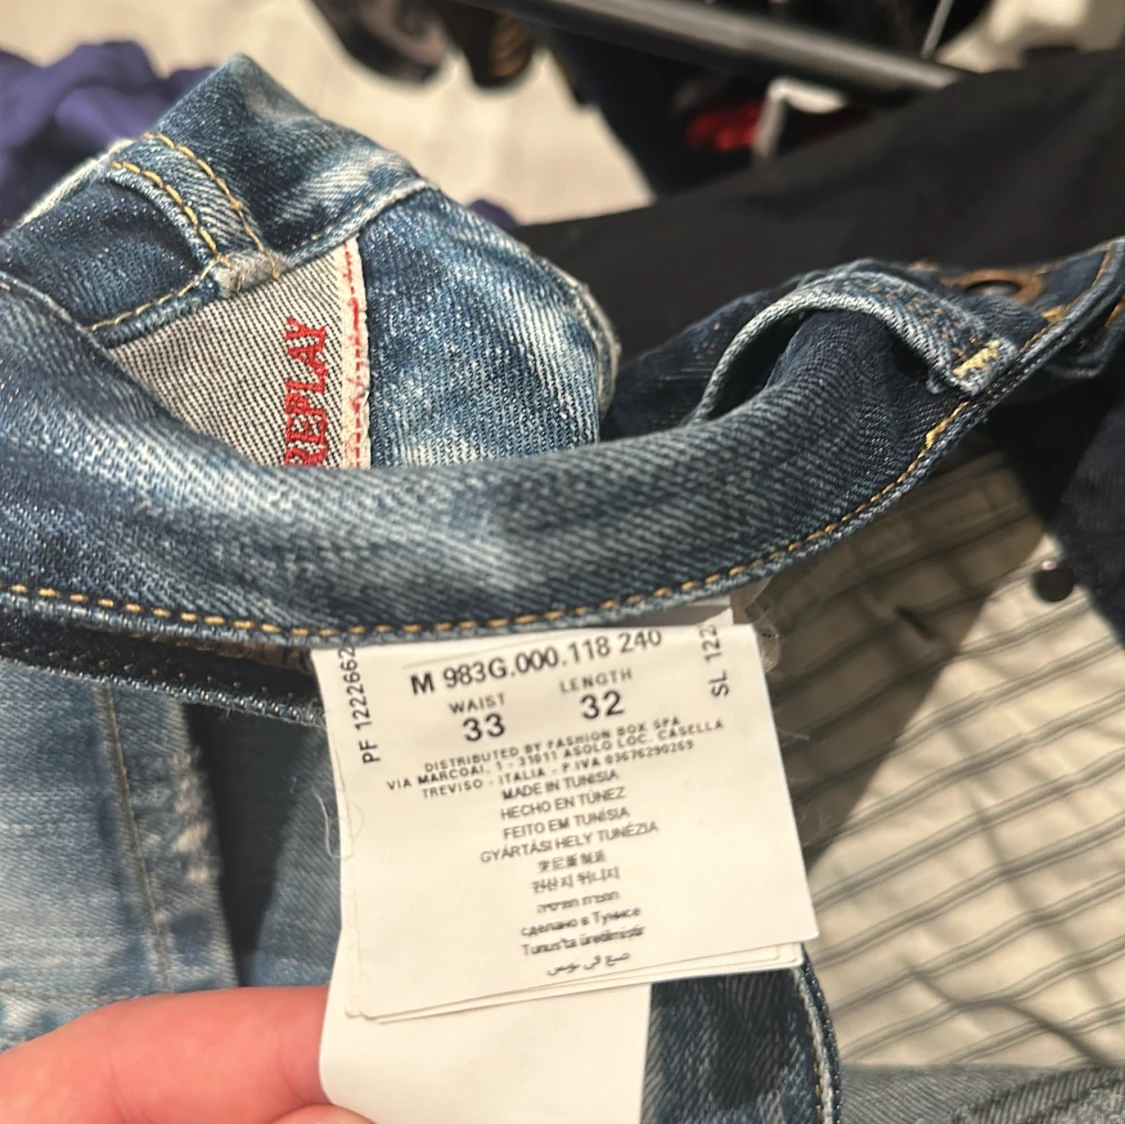 REPLAY
PF 1222662
M 983G.000.118 240
SL 122
WAIST LENGTH
33 32
DISTRIBUTED BY FASHION BOX SPA
VIA MARCOAI, 1 - 31011 ASOLO LOC. CASELLA
TREVISO - ITALIA - P.IVA 03676290269
MADE IN TUNISIA
HECHO EN TÚNEZ
FEITO EM TUNÍSIA
GYÁRTÁSI HELY TUNÉZIA
сделано в Тунисе
Tunus'ta üretilmiştir
صنع في تونس